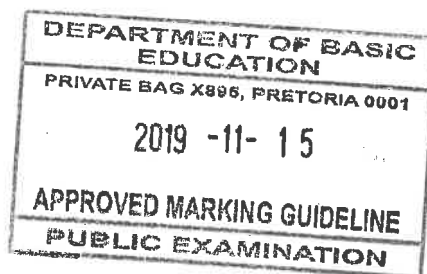 DEPARTMENT OF BASIC
EDUCATION
PRIVATE BAG X895, PRETORIA 0001
2019 -11- 15
APPROVED MARKING GUIDELINE
PUBLIC EXAMINATION